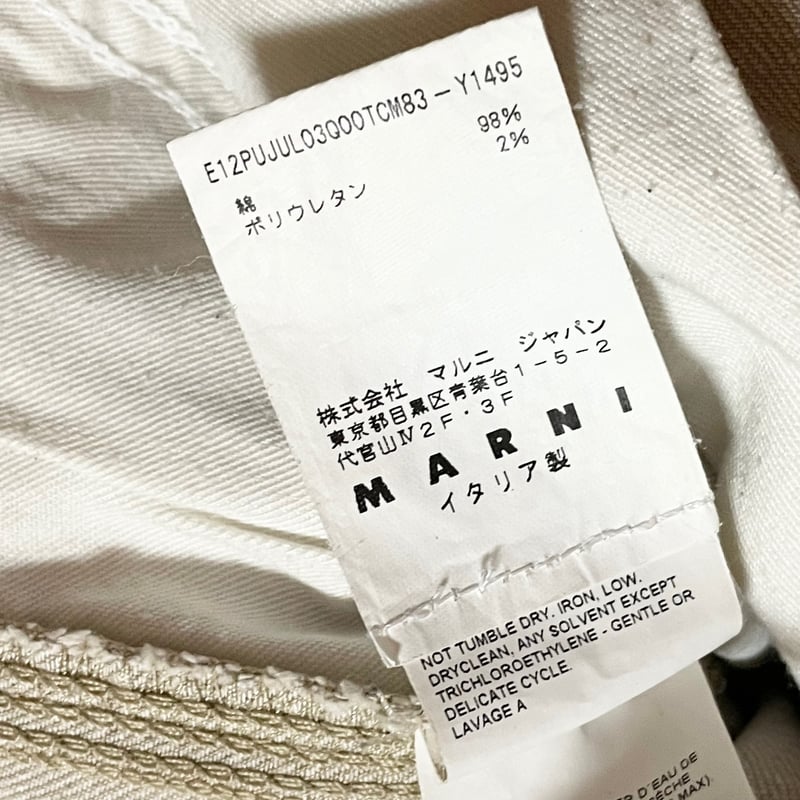 E12PUJUL03Q00TCM83-Y1495
綿 98%
ポリウレタン 2%
株式会社 マルニ ジャパン
東京都目黒区青葉台1-5-2
代官山Ⅳ2F・3F
MARNI
イタリア製
NOT TUMBLE DRY. IRON, LOW.
DRYCLEAN, ANY SOLVENT EXCEPT
TRICHLOROETHYLENE - GENTLE OR
DELICATE CYCLE.
LAVAGE A
D'EAU DE
MAX).